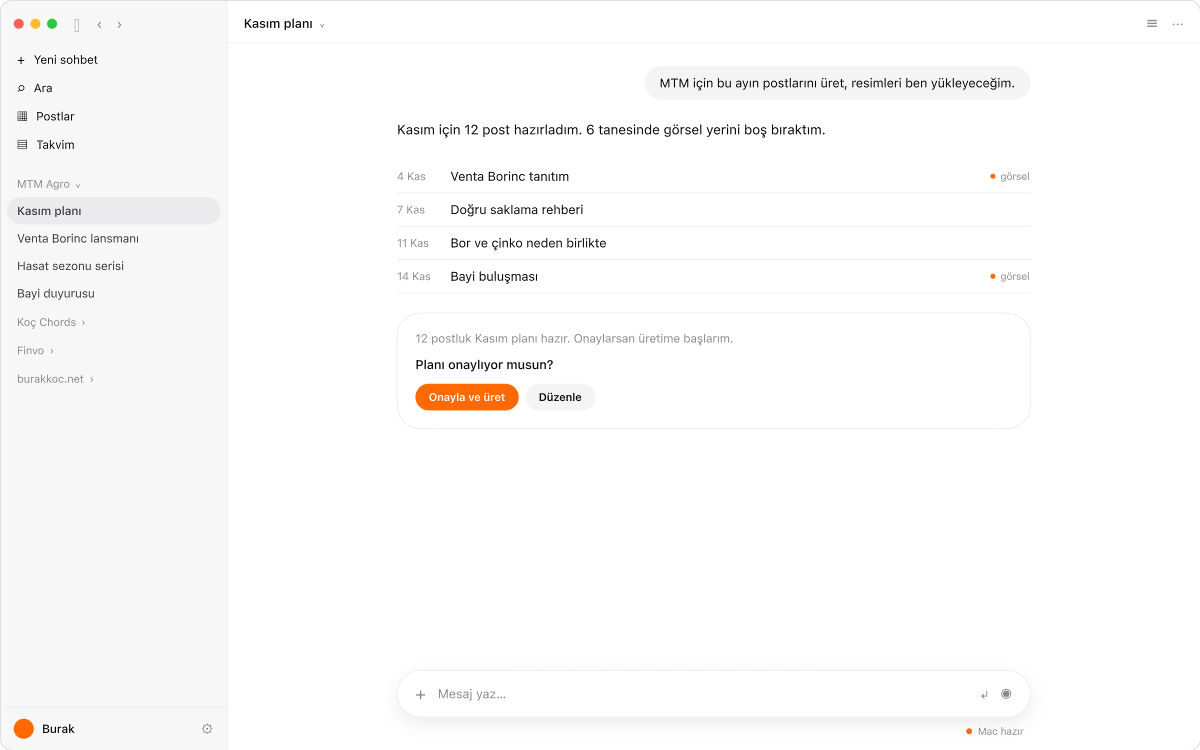 Yeni sohbet
Ara
Postlar
Takvim
MTM Agro
Kasım planı
Venta Borinc lansmanı
Hasat sezonu serisi
Bayi duyurusu
Koç Chords
Finvo
burakkoc.net
Burak
Kasım planı
MTM için bu ayın postlarını üret, resimleri ben yükleyeceğim.
Kasım için 12 post hazırladım. 6 tanesinde görsel yerini boş bıraktım.
4 Kas Venta Borinc tanıtım görsel
7 Kas Doğru saklama rehberi
11 Kas Bor ve çinko neden birlikte
14 Kas Bayi buluşması görsel
12 postluk Kasım planı hazır. Onaylarsan üretime başlarım.
Planı onaylıyor musun?
Onayla ve üret Düzenle
Mesaj yaz...
Mac hazır